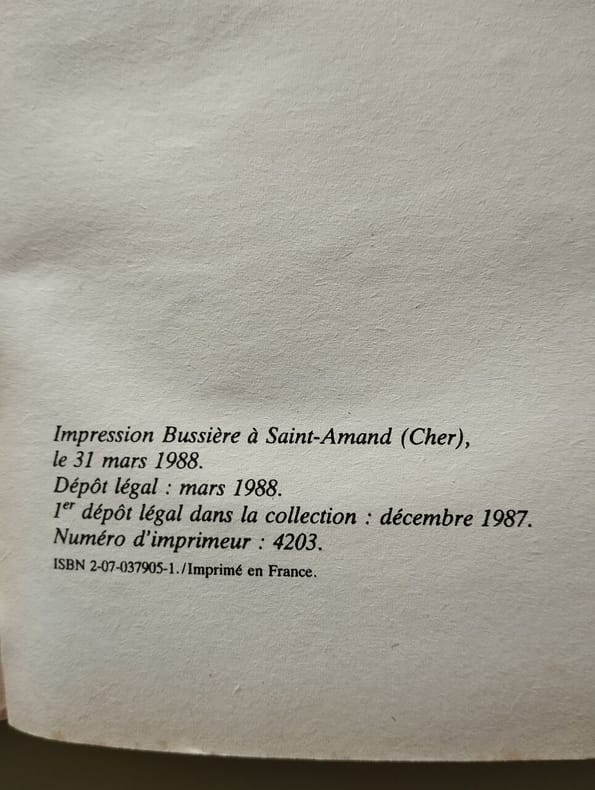 Impression Bussière à Saint-Amand (Cher),
le 31 mars 1988.
Dépôt légal : mars 1988.
1er dépôt légal dans la collection : décembre 1987.
Numéro d'imprimeur : 4203.
ISBN 2-07-037905-1./Imprimé en France.